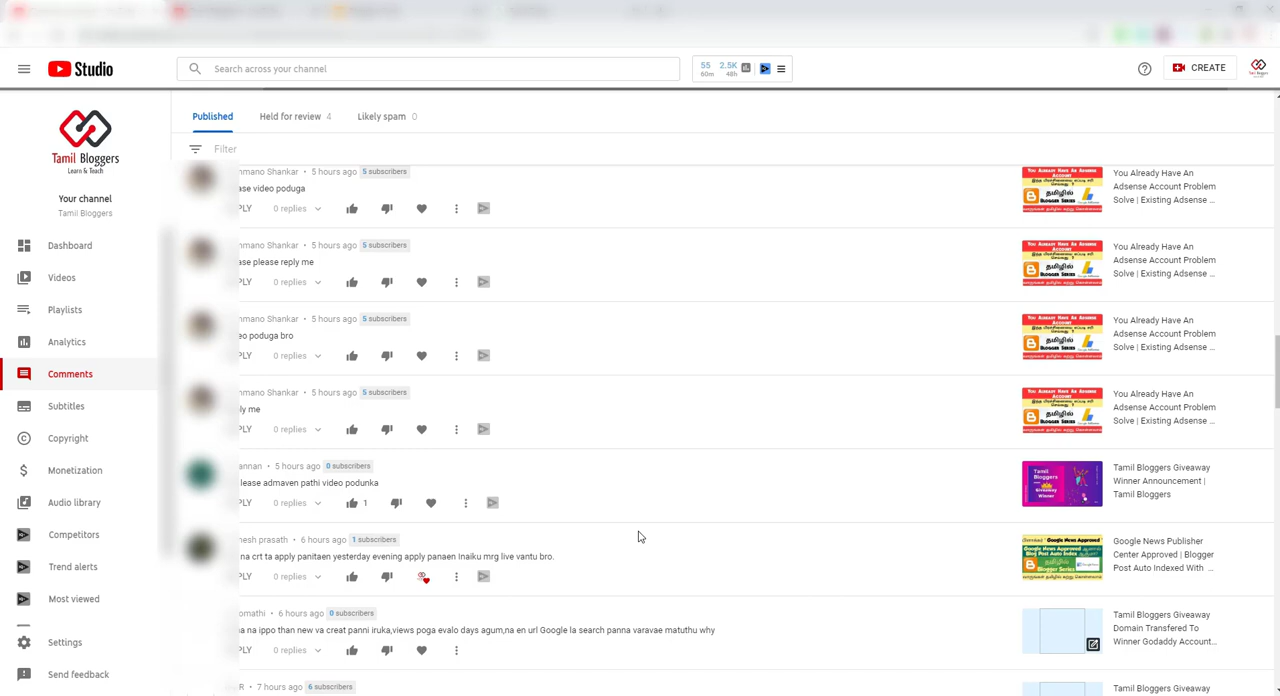 Studio
Search across your channel
55 2.5K
60m 48h
CREATE
Published Held for review 4 Likely spam 0
Filter
Tamil Bloggers
Learn & Teach
Your channel
Tamil Bloggers
Dashboard
Videos
Playlists
Analytics
Comments
Subtitles
Copyright
Monetization
Audio library
Competitors
Trend alerts
Most viewed
Settings
Send feedback
mmano Shankar • 5 hours ago 5 subscribers
ase video poduga
PLY 0 replies
You Already Have An
Adsense Account Problem
Solve | Existing Adsense ...
mmano Shankar • 5 hours ago 5 subscribers
ase please reply me
PLY 0 replies
You Already Have An
Adsense Account Problem
Solve | Existing Adsense ...
mmano Shankar • 5 hours ago 5 subscribers
eo poduga bro
PLY 0 replies
You Already Have An
Adsense Account Problem
Solve | Existing Adsense ...
mmano Shankar • 5 hours ago 5 subscribers
ly me
PLY 0 replies
You Already Have An
Adsense Account Problem
Solve | Existing Adsense ...
annan • 5 hours ago 0 subscribers
lease admaven pathi video podunka
PLY 0 replies 1
Tamil Bloggers Giveaway
Winner Announcement |
Tamil Bloggers
nesh prasath • 6 hours ago 1 subscribers
na crt ta apply panitaen yesterday evening apply panaen Inaiku mrg live vantu bro.
PLY 0 replies
Google News Publisher
Center Approved | Blogger
Post Auto Indexed With ...
omathi • 6 hours ago 0 subscribers
na na ippo than new va creat panni iruka,views poga evalo days agum,na en url Google la search panna varavae matuthu why
PLY 0 replies
Tamil Bloggers Giveaway
Domain Transfered To
Winner Godaddy Account...
R • 7 hours ago 6 subscribers
Tamil Bloggers Giveaway